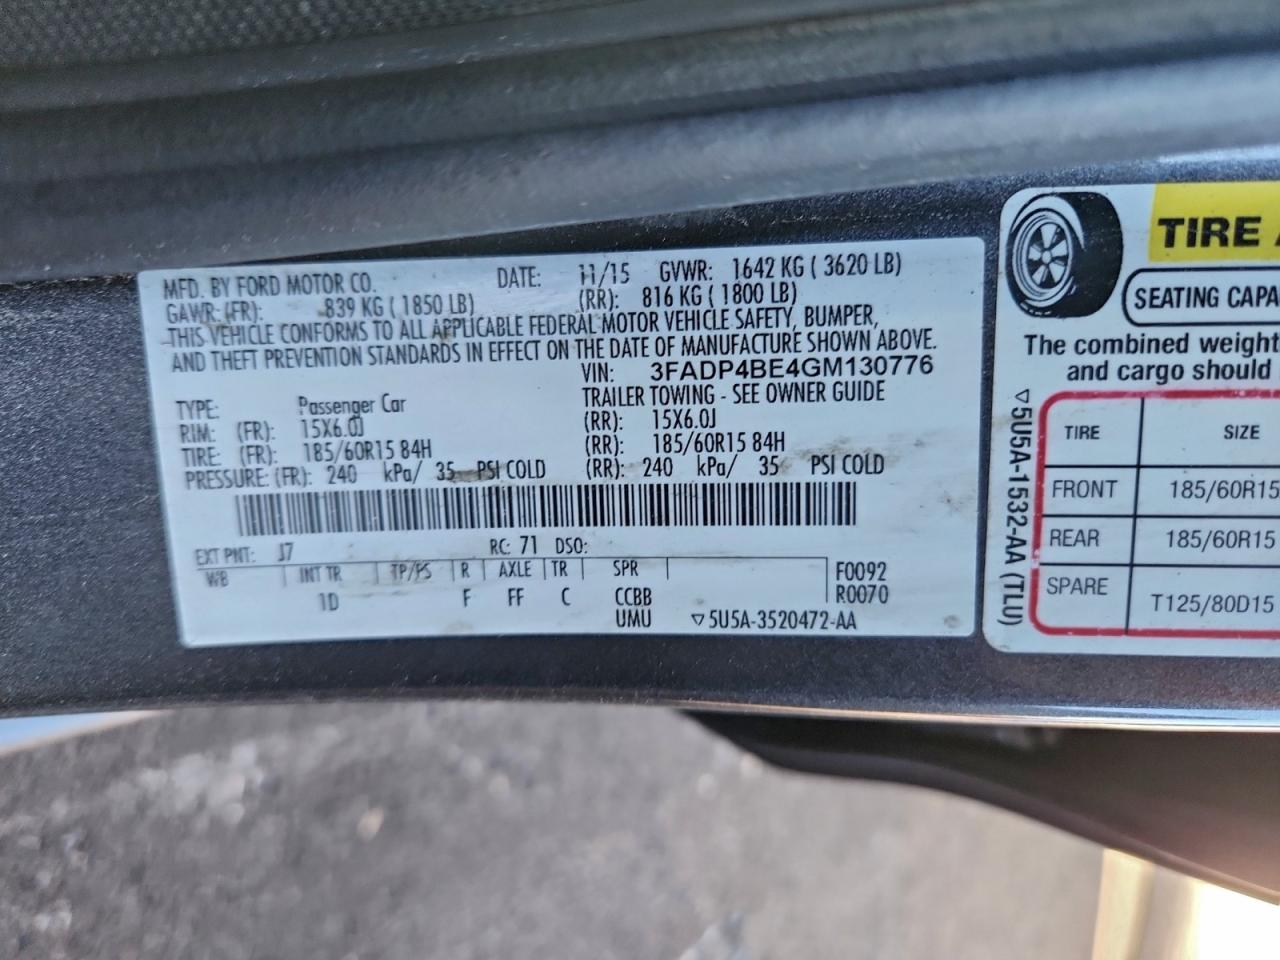 MFD. BY FORD MOTOR CO. DATE: 11/15 GVWR: 1642 KG ( 3620 LB)
GAWR: (FR): 839 KG ( 1850 LB) (RR): 816 KG ( 1800 LB)
THIS VEHICLE CONFORMS TO ALL APPLICABLE FEDERAL MOTOR VEHICLE SAFETY, BUMPER,
AND THEFT PREVENTION STANDARDS IN EFFECT ON THE DATE OF MANUFACTURE SHOWN ABOVE.
VIN: 3FADP4BE4GM130776
TYPE: Passenger Car TRAILER TOWING - SEE OWNER GUIDE
RIM: (FR): 15X6.0J (RR): 15X6.0J
TIRE: (FR): 185/60R15 84H (RR): 185/60R15 84H
PRESSURE: (FR): 240 kPa/ 35 PSI COLD (RR): 240 kPa/ 35 PSI COLD
EXT PNT: J7 RC: 71 DSO:
WB INT TR TP/PS R AXLE TR SPR F0092
1D F FF C CCBB R0070
UMU ▽5U5A-3520472-AA
TIRE
SEATING CAPA
The combined weight
and cargo should
▽5U5A-1532-AA (TLU)
TIRE SIZE
FRONT 185/60R15
REAR 185/60R15
SPARE T125/80D15